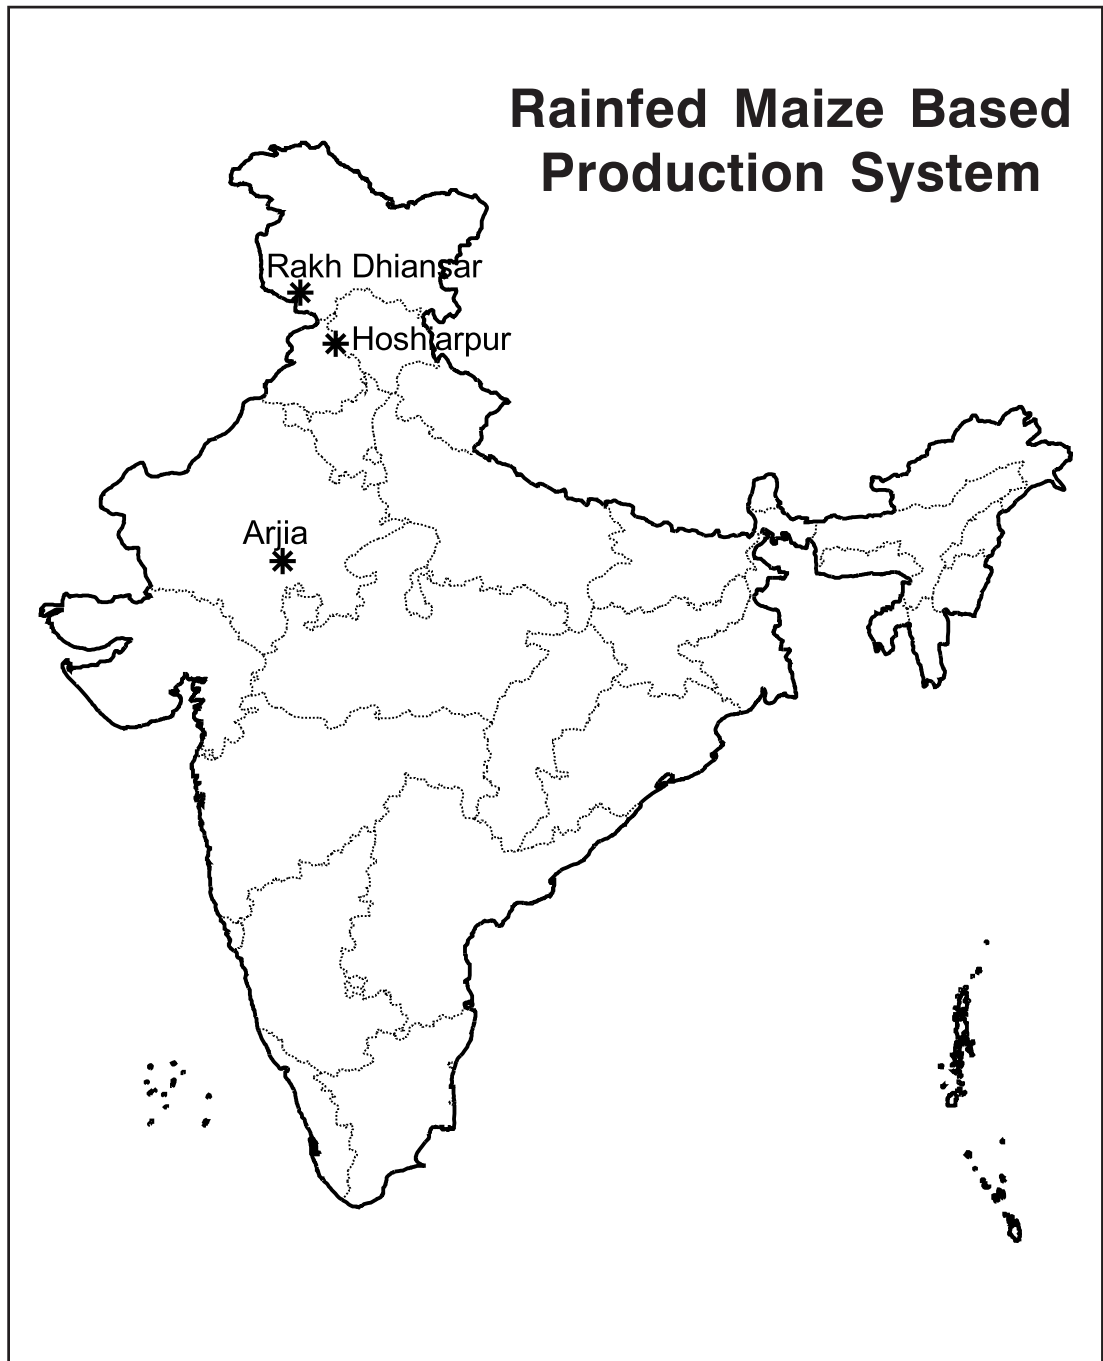 Rainfed Maize Based
Production System
Rakh Dhiansar
Hoshiarpur
Arjia